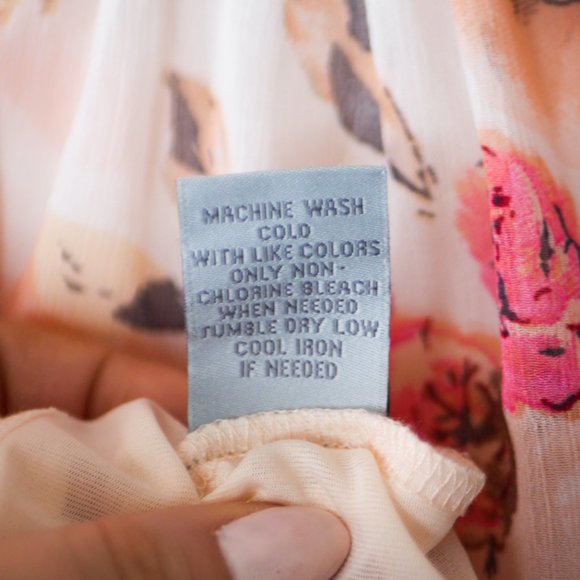 MACHINE WASH
COLD
WITH LIKE COLORS
ONLY NON-
CHLORINE BLEACH
WHEN NEEDED
TUMBLE DRY LOW
COOL IRON
IF NEEDED